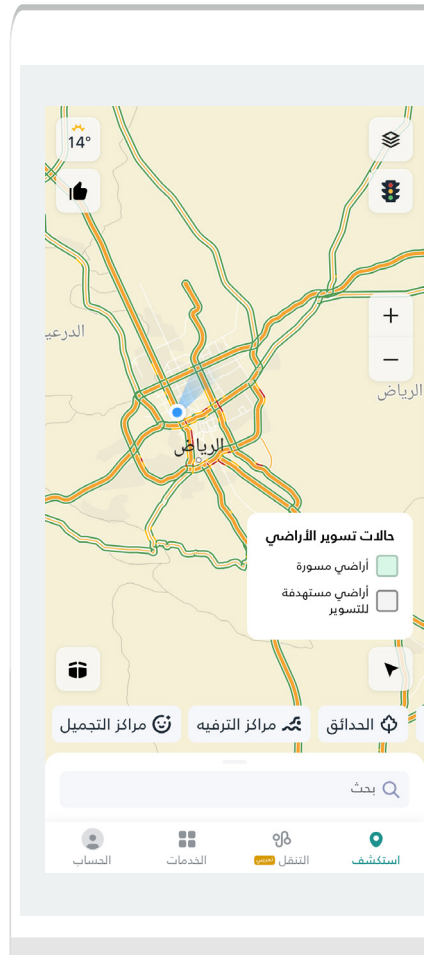 14°
الدرعي
الرياض
الرياض
حالات تسوير الأراضي
أراضي مسورة
أراضي مستهدفة
للتسوير
الحدائق
مراكز الترفيه
مراكز التجميل
بحث
استكشف
التنقل تجريبي
الخدمات
الحساب